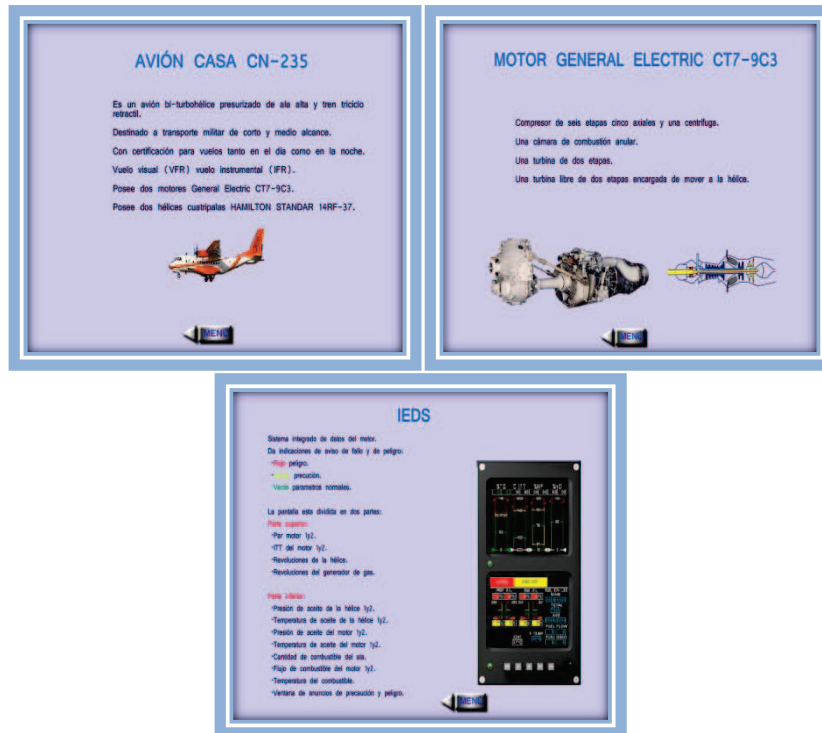 AVIÓN CASA CN-235
Es un avión bi-turbohélice presurizado de ala alta y tren triciclo
retractil.
Destinado a transporte militar de corto y medio alcance.
Con certificación para vuelos tanto en el día como en la noche.
Vuelo visual (VFR) vuelo instrumental (IFR).
Posee dos motores General Electric CT7-9C3.
Posee dos hélices cuatripalas HAMILTON STANDAR 14RF-37.
MENÚ
MOTOR GENERAL ELECTRIC CT7-9C3
Compresor de seis etapas cinco axiales y una centrífuga.
Una cámara de combustión anular.
Una turbina de dos etapas.
Una turbina libre de dos etapas encargada de mover a la hélice.
MENÚ
IEDS
Sistema integrado de datos del motor.
Da indicaciones de aviso de fallo y de peligro:
·Rojo peligro.
precución.
·Verde parametros normales.
La pantalla esta dividida en dos partes:
Parte superior:
·Par motor 1y2.
·ITT del motor 1y2.
·Revoluciones de la hélice.
·Revoluciones del generador de gas.
Parte inferior:
·Presión de aceite de la hélice 1y2.
·Temperatura de aceite de la hélice 1y2.
·Presión de aceite del motor 1y2.
·Temperatura de aceite del motor 1y2.
·Cantidad de combustible del ala.
·Flujo de combustible del motor 1y2.
·Temperatura del combustible.
·Ventana de anuncios de precaución y peligro.
MENÚ